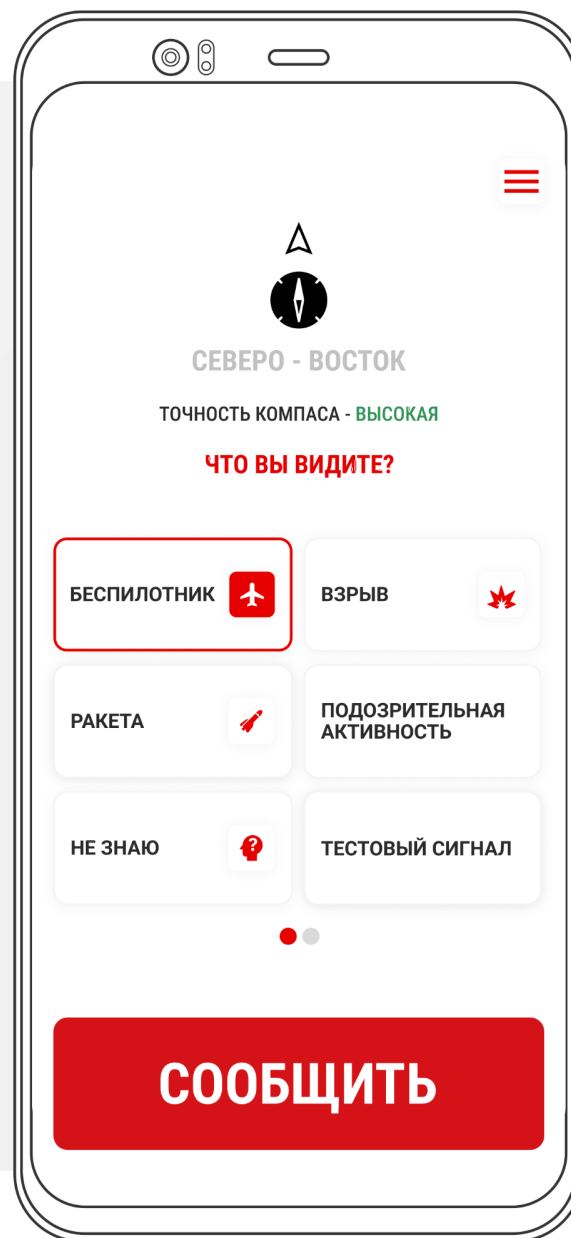 СЕВЕРО - ВОСТОК
ТОЧНОСТЬ КОМПАСА - ВЫСОКАЯ
ЧТО ВЫ ВИДИТЕ?
БЕСПИЛОТНИК
ВЗРЫВ
РАКЕТА
ПОДОЗРИТЕЛЬНАЯ
АКТИВНОСТЬ
НЕ ЗНАЮ
ТЕСТОВЫЙ СИГНАЛ
СООБЩИТЬ